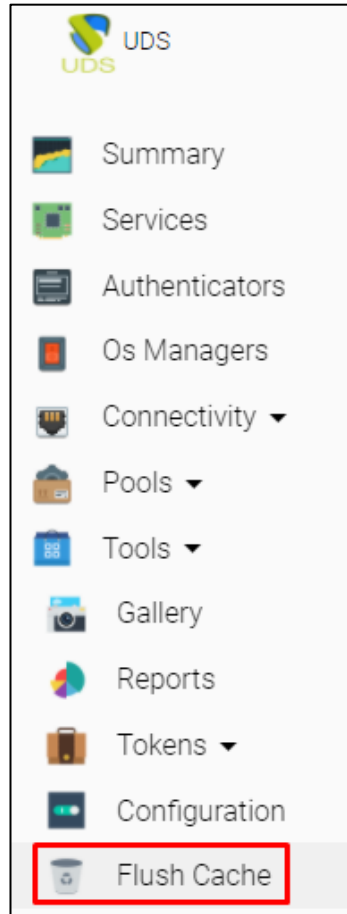 UDS
UDS
Summary
Services
Authenticators
Os Managers
Connectivity
Pools
Tools
Gallery
Reports
Tokens
Configuration
Flush Cache